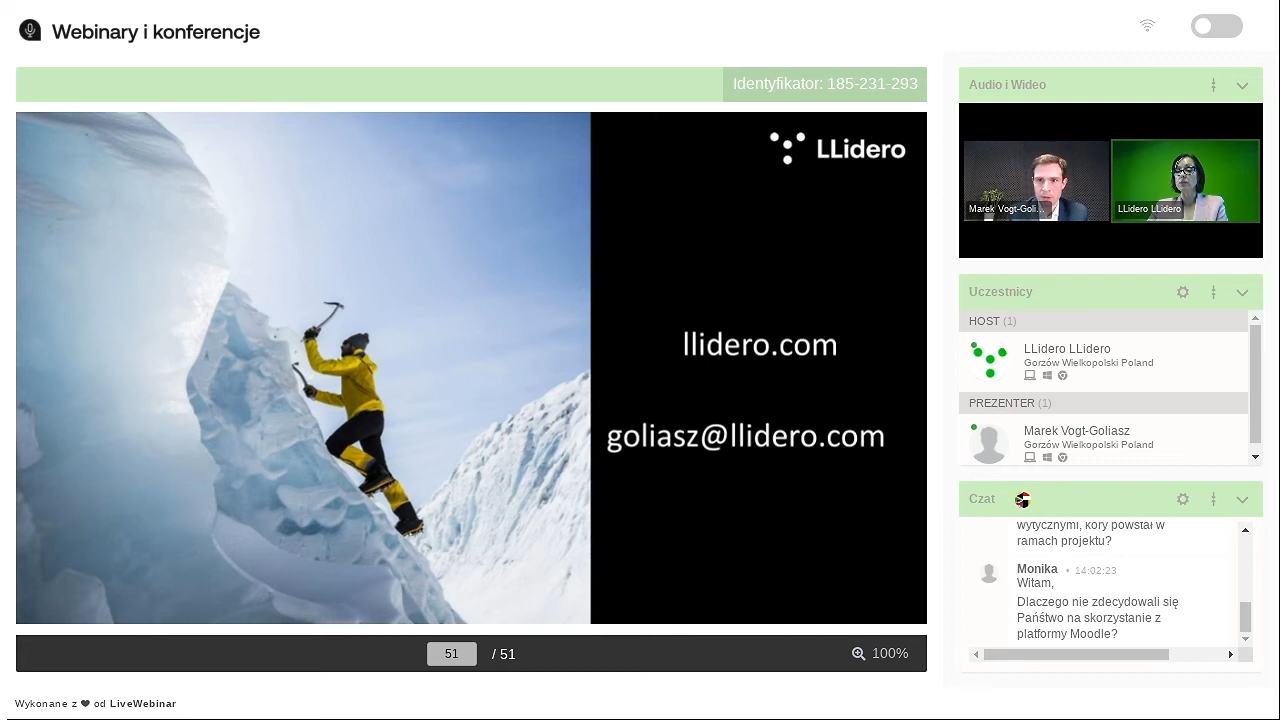 Webinary i konferencje
Identyfikator: 185-231-293
LLidero
llidero.com
goliasz@llidero.com
51 / 51
100%
Wykonane z od LiveWebinar
Audio i Wideo
Marek Vogt-Goli...
LLidero LLidero
Uczestnicy
HOST (1)
LLidero LLidero
Gorzów Wielkopolski Poland
PREZENTER (1)
Marek Vogt-Goliasz
Gorzów Wielkopolski Poland
Czat
wytycznymi, kory powstał w
ramach projektu?
Monika • 14:02:23
Witam,
Dlaczego nie zdecydowali się
Pańśtwo na skorzystanie z
platformy Moodle?